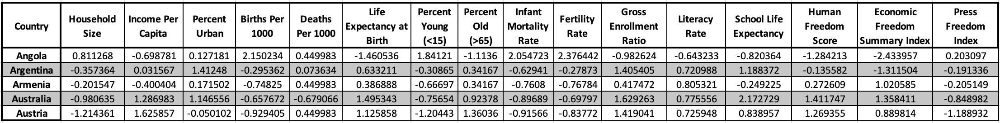 Country Household Size Income Per Capita Percent Urban Births Per 1000 Deaths Per 1000 Life Expectancy at Birth Percent Young (<15) Percent Old (>65) Infant Mortality Rate Fertility Rate Gross Enrollment Ratio Literacy Rate School Life Expectancy Human Freedom Score Economic Freedom Summary Index Press Freedom Index
Angola 0.811268 -0.698781 0.127181 2.150234 0.449983 -1.460536 1.84121 -1.1136 2.054723 2.376442 -0.982624 -0.643233 -0.820364 -1.284213 -2.433957 0.203097
Argentina -0.357364 0.031567 1.41248 -0.295362 0.073634 0.633211 -0.30865 0.34167 -0.62941 -0.27873 1.405405 0.720988 1.188372 -0.135582 -1.311504 -0.191336
Armenia -0.201547 -0.400404 0.171502 -0.74825 0.449983 0.386888 -0.66697 0.34167 -0.7608 -0.76784 0.417472 0.805321 -0.249225 0.272609 1.020585 -0.205149
Australia -0.980635 1.286983 1.146556 -0.657672 -0.679066 1.495343 -0.75654 0.92378 -0.89689 -0.69797 1.629263 0.775556 2.172729 1.411747 1.358411 -0.848982
Austria -1.214361 1.625857 -0.050102 -0.929405 0.449983 1.125858 -1.20443 1.36036 -0.91566 -0.83772 1.419041 0.725948 0.838957 1.269355 0.889814 -1.188932